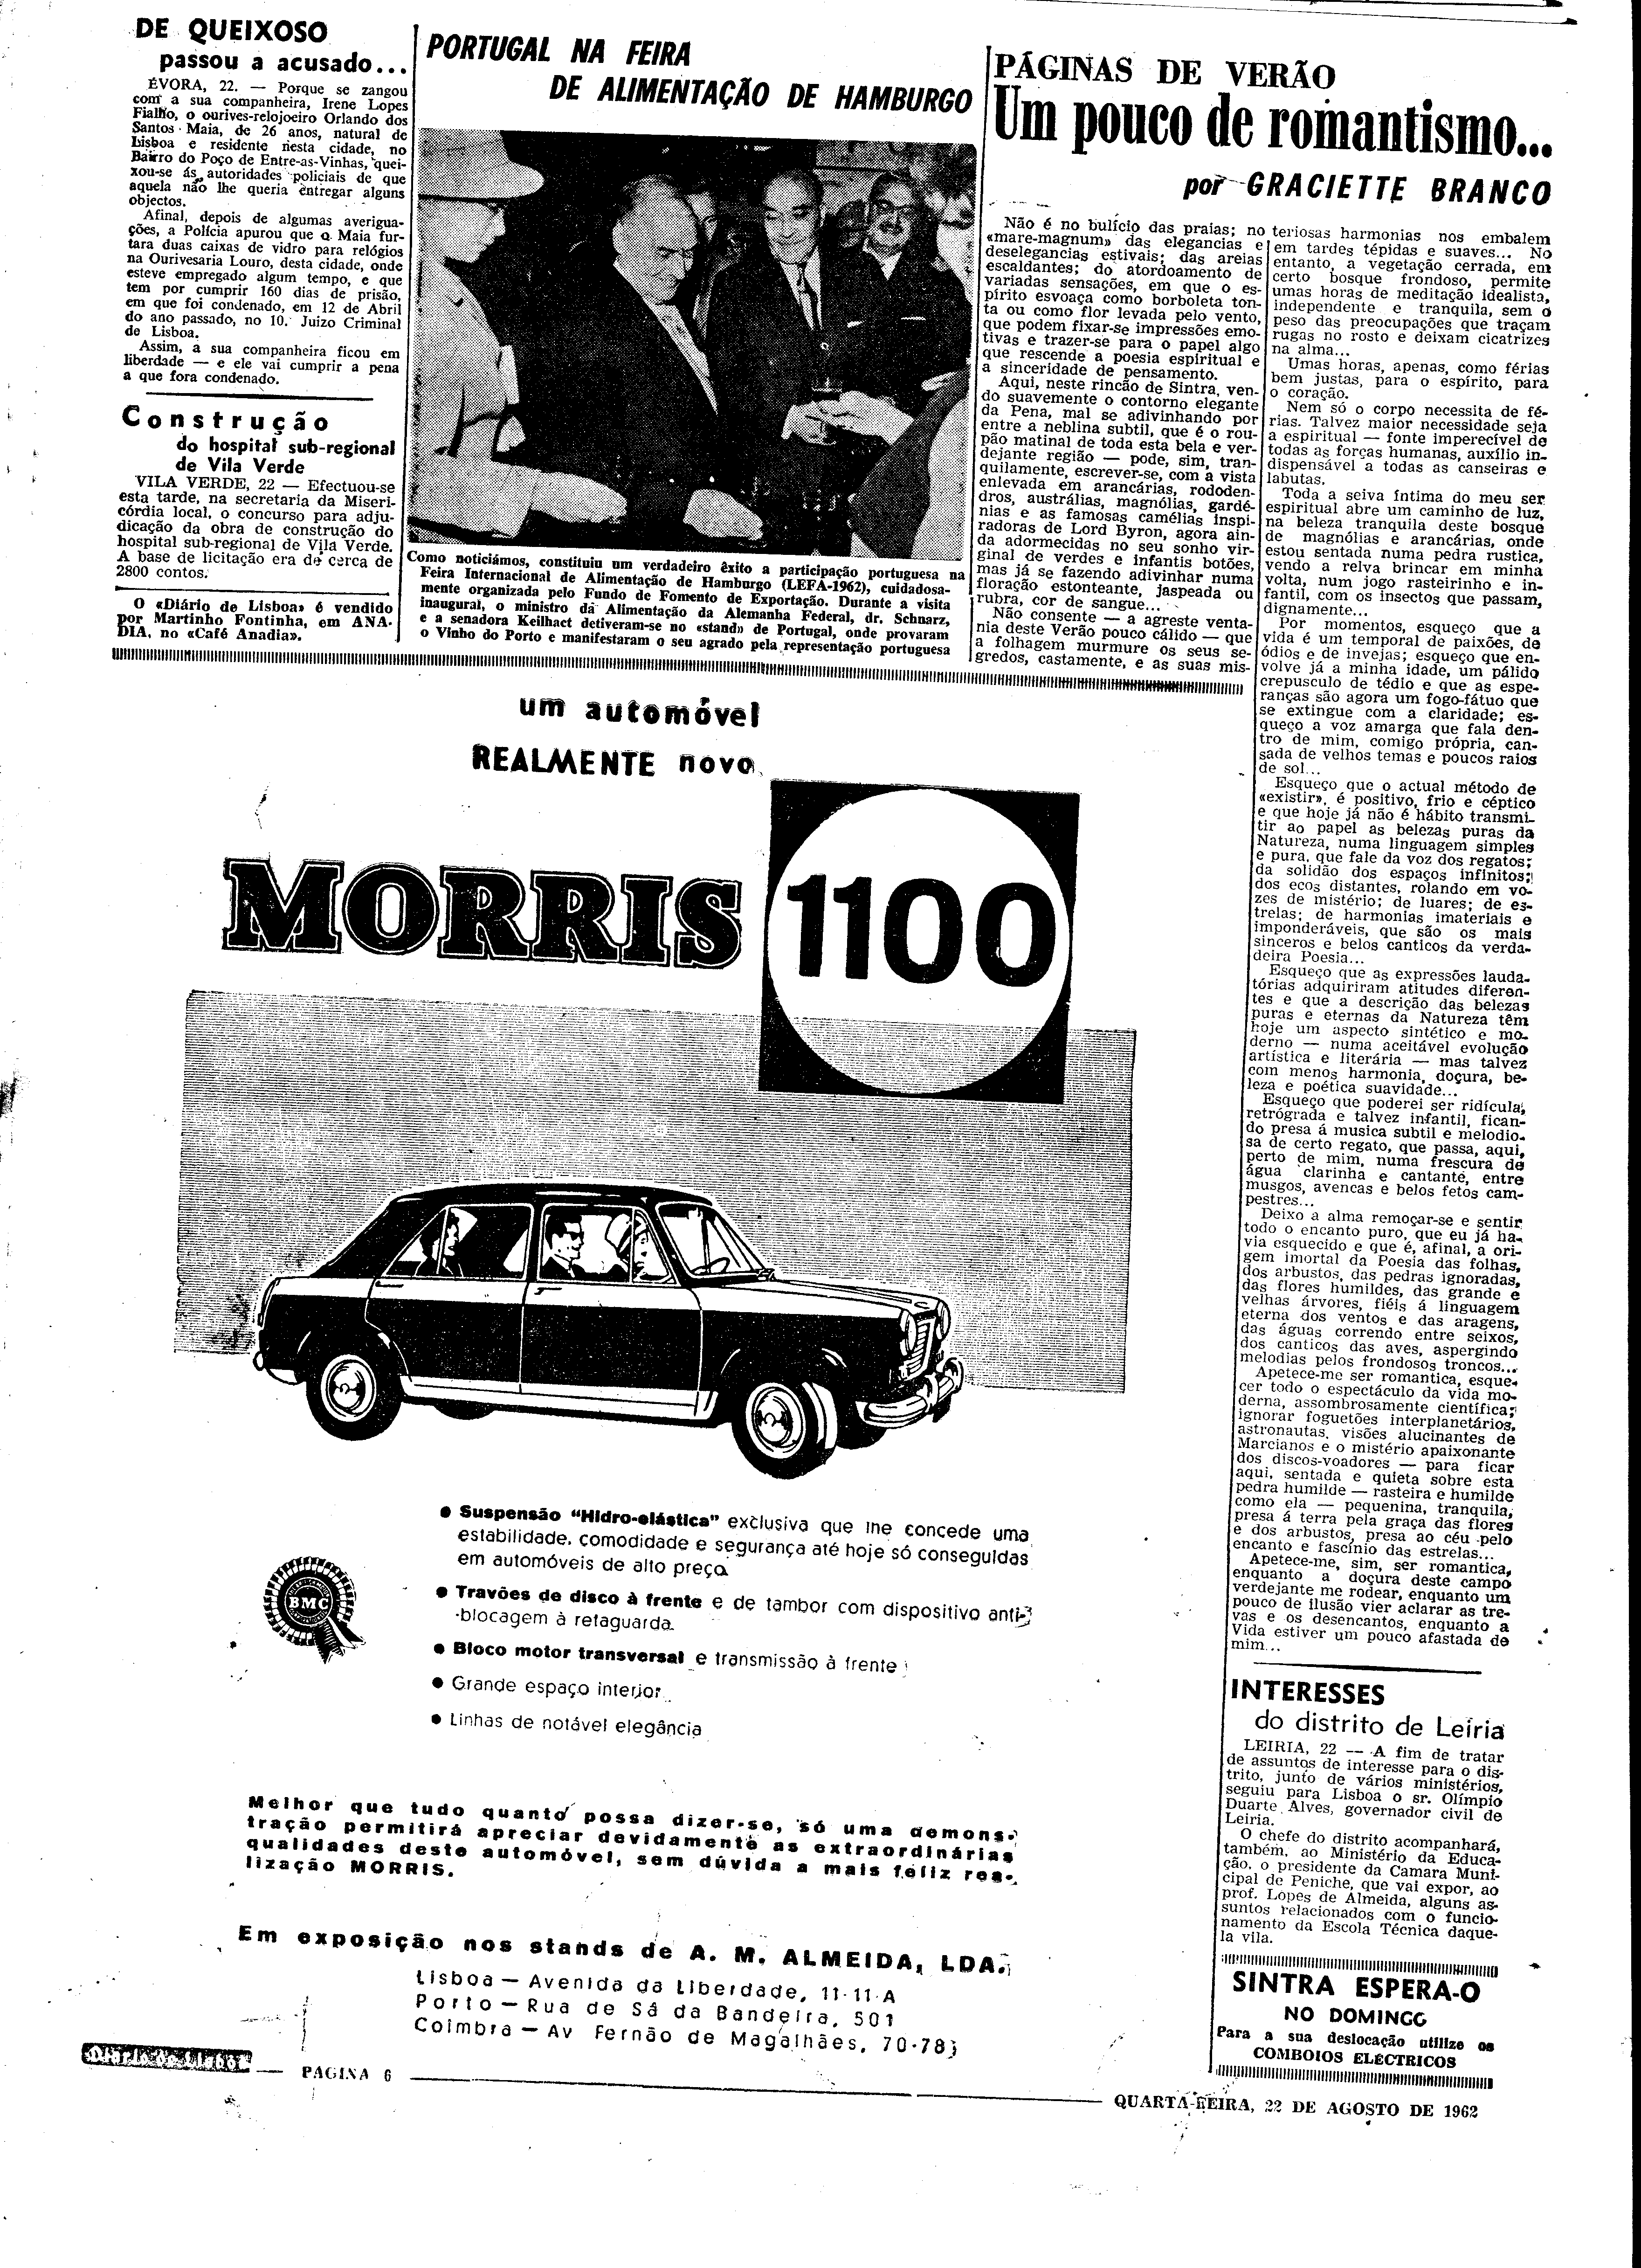 DE QUEIXOSO
passou a acusado...
ÉVORA, 22. — Porque se zangou
com a sua companheira, Irene Lopes
Fialho, o ourives-relojoeiro Orlando dos
Santos Maia, de 26 anos, natural de
Lisboa e residente nesta cidade, no
Bairro do Poço de Entre-as-Vinhas, quei-
xou-se ás autoridades policiais de que
aquela não lhe queria entregar alguns
objectos.
Afinal, depois de algumas averigua-
ções, a Polícia apurou que o Maia fur-
tara duas caixas de vidro para relógios
na Ourivesaria Louro, desta cidade, onde
esteve empregado algum tempo, e que
tem por cumprir 160 dias de prisão,
em que foi condenado, em 12 de Abril
do ano passado, no 10. Juizo Criminal
de Lisboa.
Assim, a sua companheira ficou em
liberdade — e ele vai cumprir a pena
a que fora condenado.
Construção
do hospital sub-regional
de Vila Verde
VILA VERDE, 22 — Efectuou-se
esta tarde, na secretaria da Miseri-
córdia local, o concurso para adju-
dicação da obra de construção do
hospital sub-regional de Vila Verde.
A base de licitação era de cerca de
2800 contos.
O «Diário de Lisboa» é vendido
por Martinho Fontinha, em ANA-
DIA, no «Café Anadia».
PORTUGAL NA FEIRA
DE ALIMENTAÇÃO DE HAMBURGO
Como noticiámos, constituiu um verdadeiro êxito a participação portuguesa na
Feira Internacional de Alimentação de Hamburgo (LEFA-1962), cuidadosa-
mente organizada pelo Fundo de Fomento de Exportação. Durante a visita
inaugural, o ministro da Alimentação da Alemanha Federal, dr. Schnarz,
e a senadora Keilhact detiveram-se no «stand» de Portugal, onde provaram
o Vinho do Porto e manifestaram o seu agrado pela representação portuguesa
PÁGINAS DE VERÃO
Um pouco de romantismo...
por GRACIETTE BRANCO
Não é no bulício das praias; no
«mare-magnum» das elegancias e
deselegancias estivais; das areias
escaldantes; do atordoamento de
variadas sensações, em que o es-
pírito esvoaça como borboleta ton-
ta ou como flor levada pelo vento,
que podem fixar-se impressões emo-
tivas e trazer-se para o papel algo
que rescende a poesia espiritual e
a sinceridade de pensamento.
Aqui, neste rincão de Sintra, ven-
do suavemente o contorno elegante
da Pena, mal se adivinhando por
entre a neblina subtil, que é o rou-
pão matinal de toda esta bela e ver-
dejante região — pode, sim, tran-
quilamente, escrever-se, com a vista
enlevada em arancárias, rododen-
dros, austrálias, magnólias, gardé-
nias e as famosas camélias inspi-
radoras de Lord Byron, agora ain-
da adormecidas no seu sonho vir-
ginal de verdes e infantis botões,
mas já se fazendo adivinhar numa
floração estonteante, jaspeada ou
rubra, cor de sangue...
Não consente — a agreste venta-
nia deste Verão pouco cálido — que
a folhagem murmure os seus se-
gredos, castamente, e as suas mis-
teriosas harmonias nos embalem
em tardes tépidas e suaves... No
entanto, a vegetação cerrada, em
certo bosque frondoso, permite
umas horas de meditação idealista,
independente e tranquila, sem o
peso das preocupações que traçam
rugas no rosto e deixam cicatrizes
na alma...
Umas horas, apenas, como férias
bem justas, para o espírito, para
o coração.
Nem só o corpo necessita de fé-
rias. Talvez maior necessidade seja
a espiritual — fonte imperecível de
todas as forças humanas, auxílio in-
dispensável a todas as canseiras e
labutas.
Toda a seiva íntima do meu ser
espiritual abre um caminho de luz,
na beleza tranquila deste bosque
de magnólias e arancárias, onde
estou sentada numa pedra rustica,
vendo a relva brincar em minha
volta, num jogo rasteirinho e in-
fantil, com os insectos que passam,
dignamente...
Por momentos, esqueço que a
vida é um temporal de paixões, de
ódios e de invejas; esqueço que en-
volve já a minha idade, um pálido
crepusculo de tédio e que as espe-
ranças são agora um fogo-fátuo que
se extingue com a claridade; es-
queço a voz amarga que fala den-
tro de mim, comigo própria, can-
sada de velhos temas e poucos raios
de sol...
Esqueço que o actual método de
«existir», é positivo, frio e céptico
e que hoje já não é hábito transmi-
tir ao papel as belezas puras da
Natureza, numa linguagem simples
e pura, que fale da voz dos regatos;
da solidão dos espaços infinitos;
dos ecos distantes, rolando em vo-
zes de mistério; de luares; de es-
trelas; de harmonias imateriais e
imponderáveis, que são os mais
sinceros e belos canticos da verda-
deira Poesia...
Esqueço que as expressões lauda-
tórias adquiriram atitudes diferen-
tes e que a descrição das belezas
puras e eternas da Natureza têm
hoje um aspecto sintético e mo-
derno — numa aceitável evolução
artística e literária — mas talvez
com menos harmonia, doçura, be-
leza e poética suavidade...
Esqueço que poderei ser ridícula,
retrógrada e talvez infantil, fican-
do presa á musica subtil e melodio-
sa de certo regato, que passa, aqui,
perto de mim, numa frescura de
água clarinha e cantante, entre
musgos, avencas e belos fetos cam-
pestres...
Deixo a alma remoçar-se e sentir
todo o encanto puro, que eu já ha-
via esquecido e que é, afinal, a ori-
gem imortal da Poesia das folhas,
dos arbustos, das pedras ignoradas,
das flores humildes, das grande e
velhas árvores, fiéis á linguagem
eterna dos ventos e das aragens,
das águas correndo entre seixos,
dos canticos das aves, aspergindo
melodias pelos frondosos troncos...
Apetece-me ser romantica, esque-
cer todo o espectáculo da vida mo-
derna, assombrosamente científica;
ignorar foguetões interplanetários,
astronautas, visões alucinantes de
Marcianos e o mistério apaixonante
dos discos-voadores — para ficar
aqui, sentada e quieta sobre esta
pedra humilde — rasteira e humilde
como ela — pequenina, tranquila,
presa á terra pela graça das flores
e dos arbustos, presa ao céu pelo
encanto e fascínio das estrelas...
Apetece-me, sim, ser romantica,
enquanto a doçura deste campo
verdejante me rodear, enquanto um
pouco de ilusão vier aclarar as tre-
vas e os desencantos, enquanto a
Vida estiver um pouco afastada de
mim...
INTERESSES
do distrito de Leiria
LEIRIA, 22 — A fim de tratar
de assuntos de interesse para o dis-
trito, junto de vários ministérios,
seguiu para Lisboa o sr. Olímpio
Duarte Alves, governador civil de
Leiria.
O chefe do distrito acompanhará,
também, ao Ministério da Educa-
ção, o presidente da Camara Muni-
cipal de Peniche, que vai expor, ao
prof. Lopes de Almeida, alguns as-
suntos relacionados com o funcio-
namento da Escola Técnica daque-
la vila.
SINTRA ESPERA-O
NO DOMINGO
Para a sua deslocação utilize os
COMBOIOS ELÉCTRICOS
um automóvel
REALMENTE novo
MORRIS 1100
● Suspensão "Hidro-elástica" exclusiva que lhe concede uma
estabilidade, comodidade e segurança até hoje só conseguidas
em automóveis de alto preço
● Travões de disco à frente e de tambor com dispositivo anti-
-blocagem à retaguarda.
● Bloco motor transversal e transmissão à frente
● Grande espaço interior
● Linhas de notável elegância
BMC
Melhor que tudo quanto possa dizer-se, só uma demons-
tração permitirá apreciar devidamente as extraordinárias
qualidades deste automóvel, sem dúvida a mais feliz rea-
lização MORRIS.
Em exposição nos stands de A. M. ALMEIDA, LDA.
Lisboa — Avenida da Liberdade, 11-11-A
Porto — Rua de Sá da Bandeira, 501
Coimbra — Av Fernão de Magalhães, 70-78
Diário de Lisboa — PÁGINA 6
QUARTA-FEIRA, 22 DE AGOSTO DE 1962